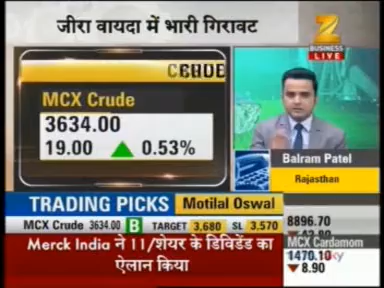 जीरा वायदा में भारी गिरावट
Z
BUSINESS
LIVE
CRUDE
MCX Crude
3634.00
19.00 ▲ 0.53%
Balram Patel
Rajasthan
TRADING PICKS Motilal Oswal
MCX Crude 3634.00 B TARGET 3,680 SL 3,570
Merck India ने 11/शेयर के डिविडेंड का
ऐलान किया
8896.70
MCX Cardamom
1470.10
▼ 8.90